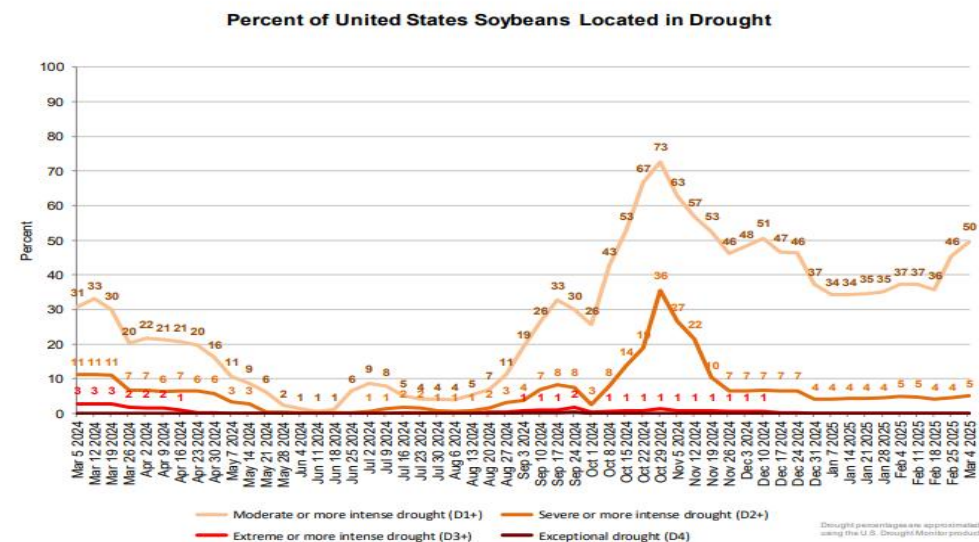 Percent of United States Soybeans Located in Drought
Percent
100
90
80
70
60
50
40
30
20
10
0
31 33 30 20 22 21 21 20 16 11 9 6 2 1 1 1 6 9 8 5 4 4 4 5 7 11 19 26 33 30 26 43 53 67 73 63 57 53 46 48 51 47 46 37 34 34 35 35 37 37 36 46 50
11 11 11 7 7 6 7 6 6 3 3 1 1 2 2 1 1 1 2 3 4 7 8 8 3 8 14 19 36 27 22 10 7 7 7 7 7 4 4 4 4 4 5 5 4 4 5
3 3 3 2 2 2 1 1 1 1 2 1 1 1 1 1 1 1 1 1
Mar 5 2024
Mar 12 2024
Mar 19 2024
Mar 26 2024
Apr 2 2024
Apr 9 2024
Apr 16 2024
Apr 23 2024
Apr 30 2024
May 7 2024
May 14 2024
May 21 2024
May 28 2024
Jun 4 2024
Jun 11 2024
Jun 18 2024
Jun 25 2024
Jul 2 2024
Jul 9 2024
Jul 16 2024
Jul 23 2024
Jul 30 2024
Aug 6 2024
Aug 13 2024
Aug 20 2024
Aug 27 2024
Sep 3 2024
Sep 10 2024
Sep 17 2024
Sep 24 2024
Oct 1 2024
Oct 8 2024
Oct 15 2024
Oct 22 2024
Oct 29 2024
Nov 5 2024
Nov 12 2024
Nov 19 2024
Nov 26 2024
Dec 3 2024
Dec 10 2024
Dec 17 2024
Dec 24 2024
Dec 31 2024
Jan 7 2025
Jan 14 2025
Jan 21 2025
Jan 28 2025
Feb 4 2025
Feb 11 2025
Feb 18 2025
Feb 25 2025
Mar 4 2025
Moderate or more intense drought (D1+)
Severe or more intense drought (D2+)
Extreme or more intense drought (D3+)
Exceptional drought (D4)
Drought percentages are approximated
using the U.S. Drought Monitor product